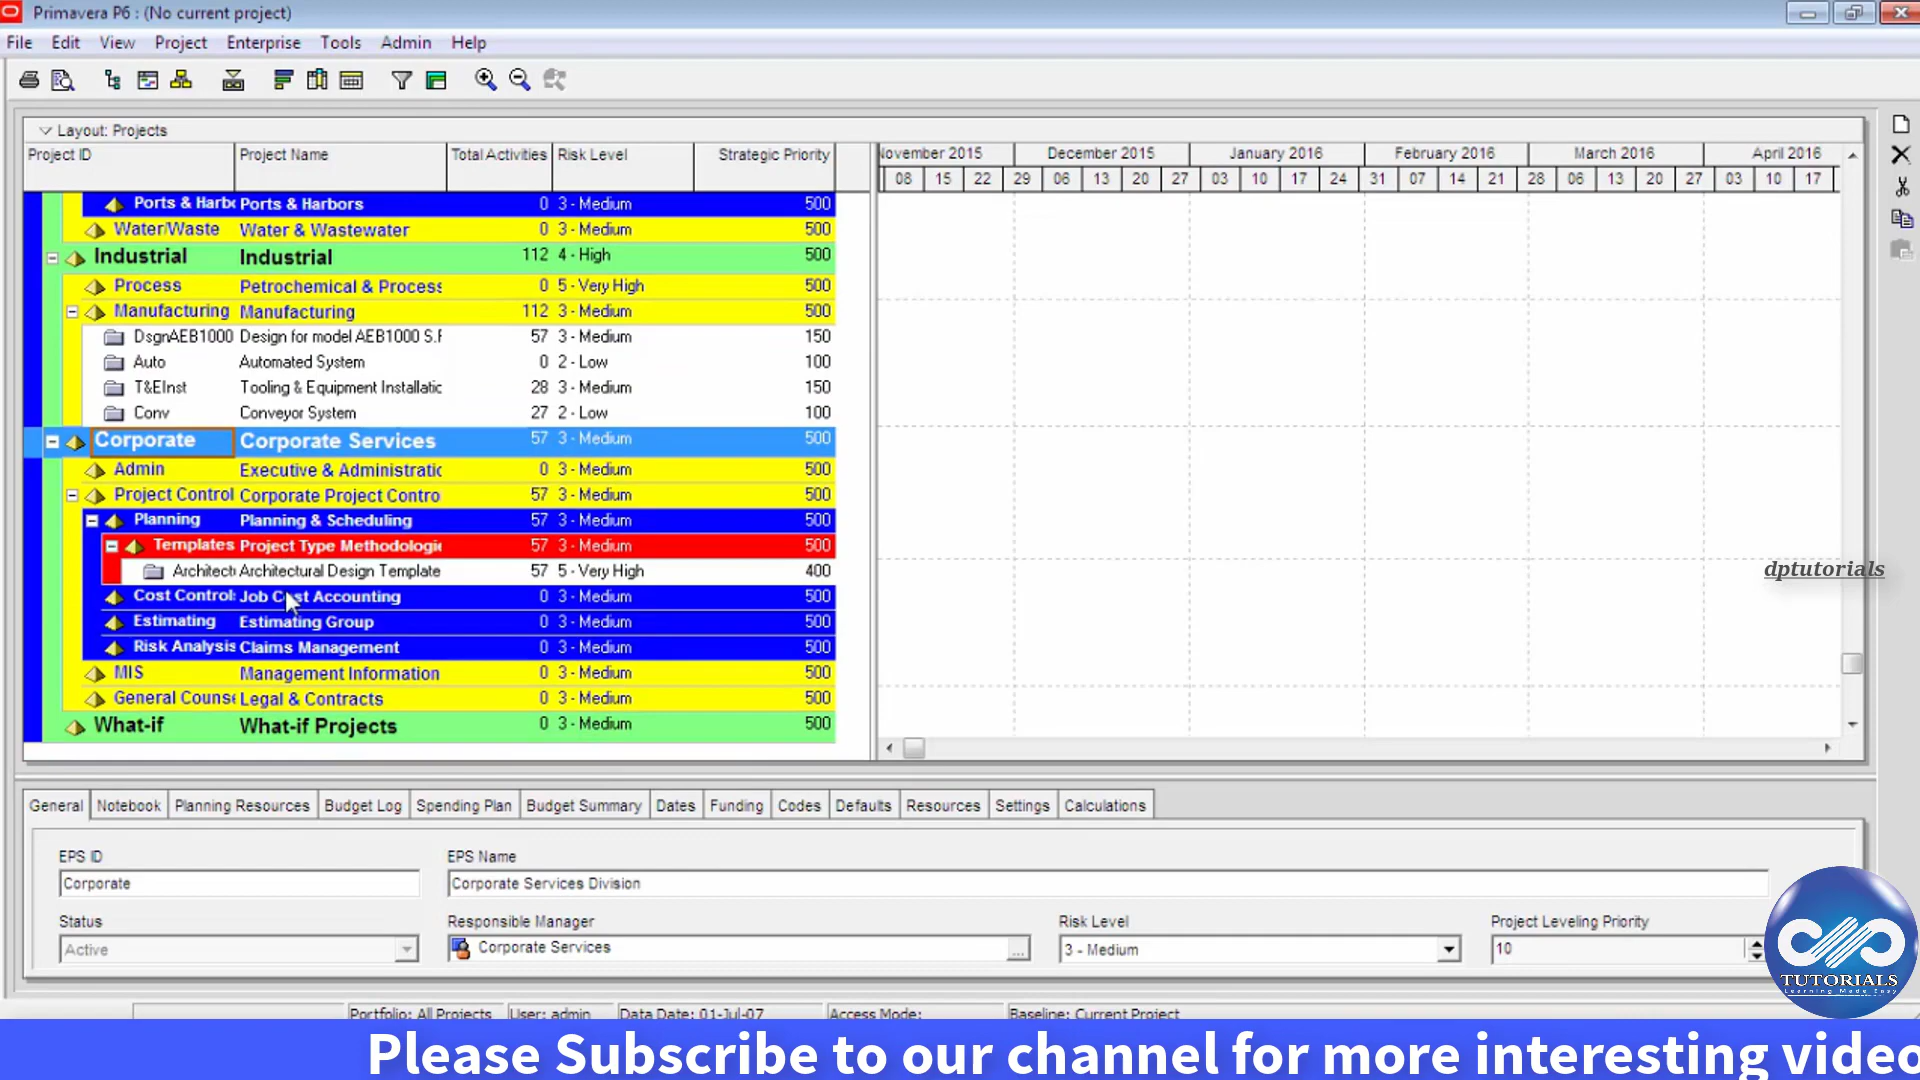 Primavera P6 : (No current project)
File Edit View Project Enterprise Tools Admin Help
Layout: Projects
Project ID Project Name Total Activities Risk Level Strategic Priority
November 2015 December 2015 January 2016 February 2016 March 2016 April 2016
08 15 22 29 06 13 20 27 03 10 17 24 31 07 14 21 28 06 13 20 27 03 10 17
Ports & Harbo Ports & Harbors 0 3 - Medium 500
Water/Waste Water & Wastewater 0 3 - Medium 500
Industrial Industrial 112 4 - High 500
Process Petrochemical & Process 0 5 - Very High 500
Manufacturing Manufacturing 112 3 - Medium 500
DsgnAEB1000 Design for model AEB1000 S.F 57 3 - Medium 150
Auto Automated System 0 2 - Low 100
T&EInst Tooling & Equipment Installatic 28 3 - Medium 150
Conv Conveyor System 27 2 - Low 100
Corporate Corporate Services 57 3 - Medium 500
Admin Executive & Administratic 0 3 - Medium 500
Project Control Corporate Project Contro 57 3 - Medium 500
Planning Planning & Scheduling 57 3 - Medium 500
Templates Project Type Methodologie 57 3 - Medium 500
Architect Architectural Design Template 57 5 - Very High 400
Cost Control: Job Cost Accounting 0 3 - Medium 500
Estimating Estimating Group 0 3 - Medium 500
Risk Analysis Claims Management 0 3 - Medium 500
MIS Management Information 0 3 - Medium 500
General Counse Legal & Contracts 0 3 - Medium 500
What-if What-if Projects 0 3 - Medium 500
dptutorials
General Notebook Planning Resources Budget Log Spending Plan Budget Summary Dates Funding Codes Defaults Resources Settings Calculations
EPS ID EPS Name
Corporate Corporate Services Division
Status Responsible Manager Risk Level Project Leveling Priority
Active Corporate Services ... 3 - Medium 10
TUTORIALS
Learning Made Easy
Portfolio: All Projects User: admin Data Date: 01-Jul-07 Access Mode: Baseline: Current Project
Please Subscribe to our channel for more interesting video